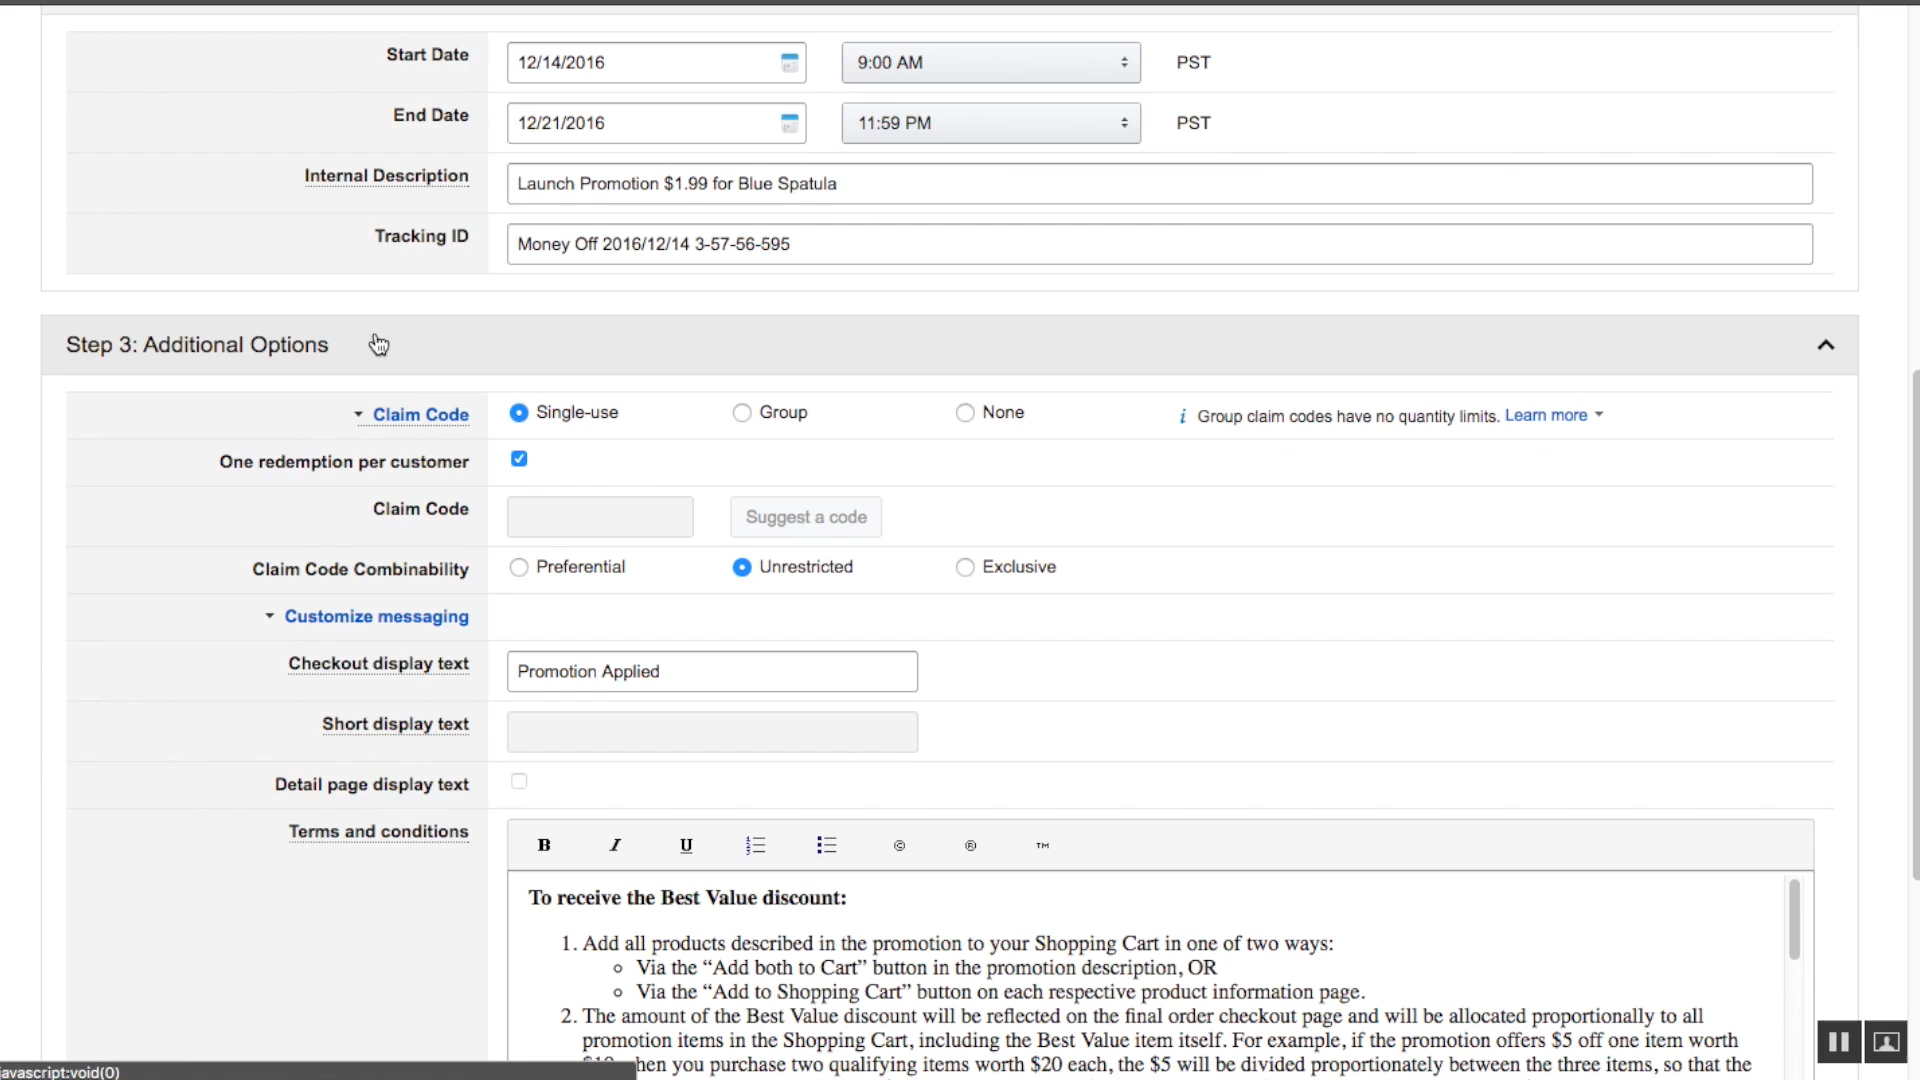 Start Date 12/14/2016 9:00 AM PST
End Date 12/21/2016 11:59 PM PST
Internal Description Launch Promotion $1.99 for Blue Spatula
Tracking ID Money Off 2016/12/14 3-57-56-595
Step 3: Additional Options
Claim Code Single-use Group None i Group claim codes have no quantity limits. Learn more
One redemption per customer
Claim Code Suggest a code
Claim Code Combinability Preferential Unrestricted Exclusive
Customize messaging
Checkout display text Promotion Applied
Short display text
Detail page display text
Terms and conditions B I U © ® ™
To receive the Best Value discount:
1. Add all products described in the promotion to your Shopping Cart in one of two ways:
Via the “Add both to Cart” button in the promotion description, OR
Via the “Add to Shopping Cart” button on each respective product information page.
2. The amount of the Best Value discount will be reflected on the final order checkout page and will be allocated proportionally to all
promotion items in the Shopping Cart, including the Best Value item itself. For example, if the promotion offers $5 off one item worth
hen you purchase two qualifying items worth $20 each, the $5 will be divided proportionately between the three items, so that the
javascript:void(0)